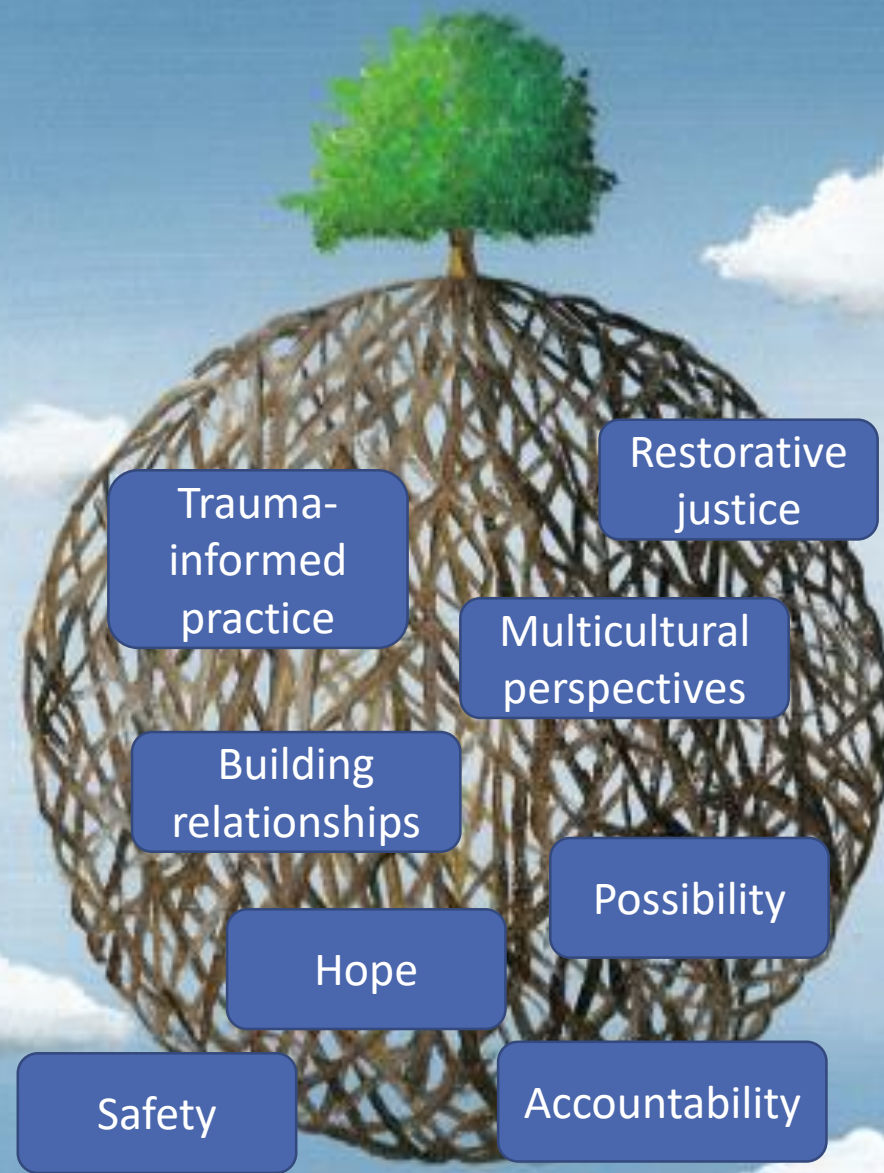 Restorative
justice
Trauma-
informed
practice
Multicultural
perspectives
Building
relationships
Possibility
Hope
Safety
Accountability